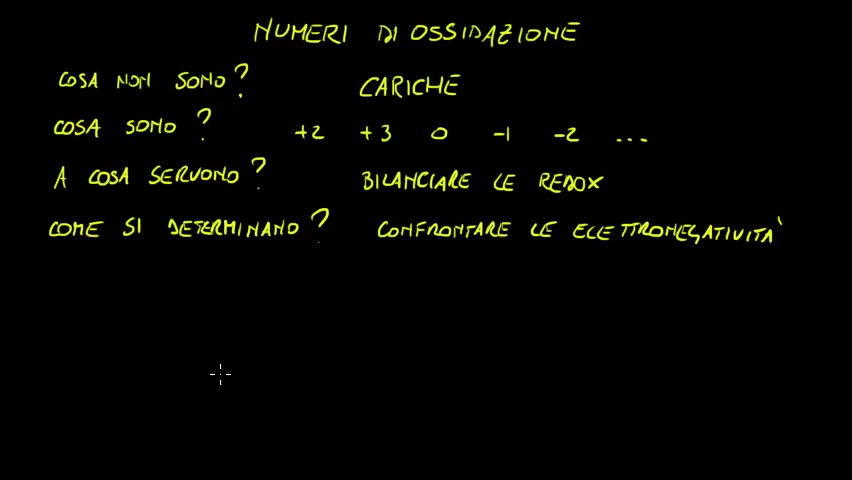 NUMERI DI OSSIDAZIONE
COSA NON SONO? CARICHE
COSA SONO? +2 +3 0 -1 -2 ...
A COSA SERVONO? BILANCIARE LE REDOX
COME SI DETERMINANO? CONFRONTARE LE ELETTRONEGATIVITÀ